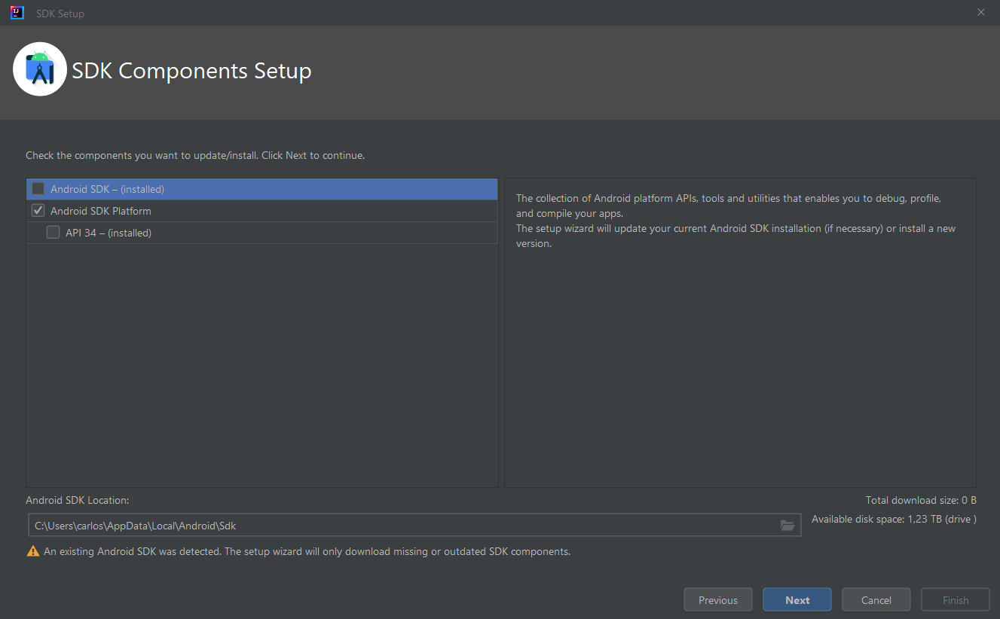 SDK Setup
SDK Components Setup
Check the components you want to update/install. Click Next to continue.
Android SDK – (installed)
Android SDK Platform
API 34 – (installed)
The collection of Android platform APIs, tools and utilities that enables you to debug, profile,
and compile your apps.
The setup wizard will update your current Android SDK installation (if necessary) or install a new
version.
Android SDK Location:
Total download size: 0 B
C:\Users\carlos\AppData\Local\Android\Sdk
Available disk space: 1,23 TB (drive )
An existing Android SDK was detected. The setup wizard will only download missing or outdated SDK components.
Previous
Next
Cancel
Finish